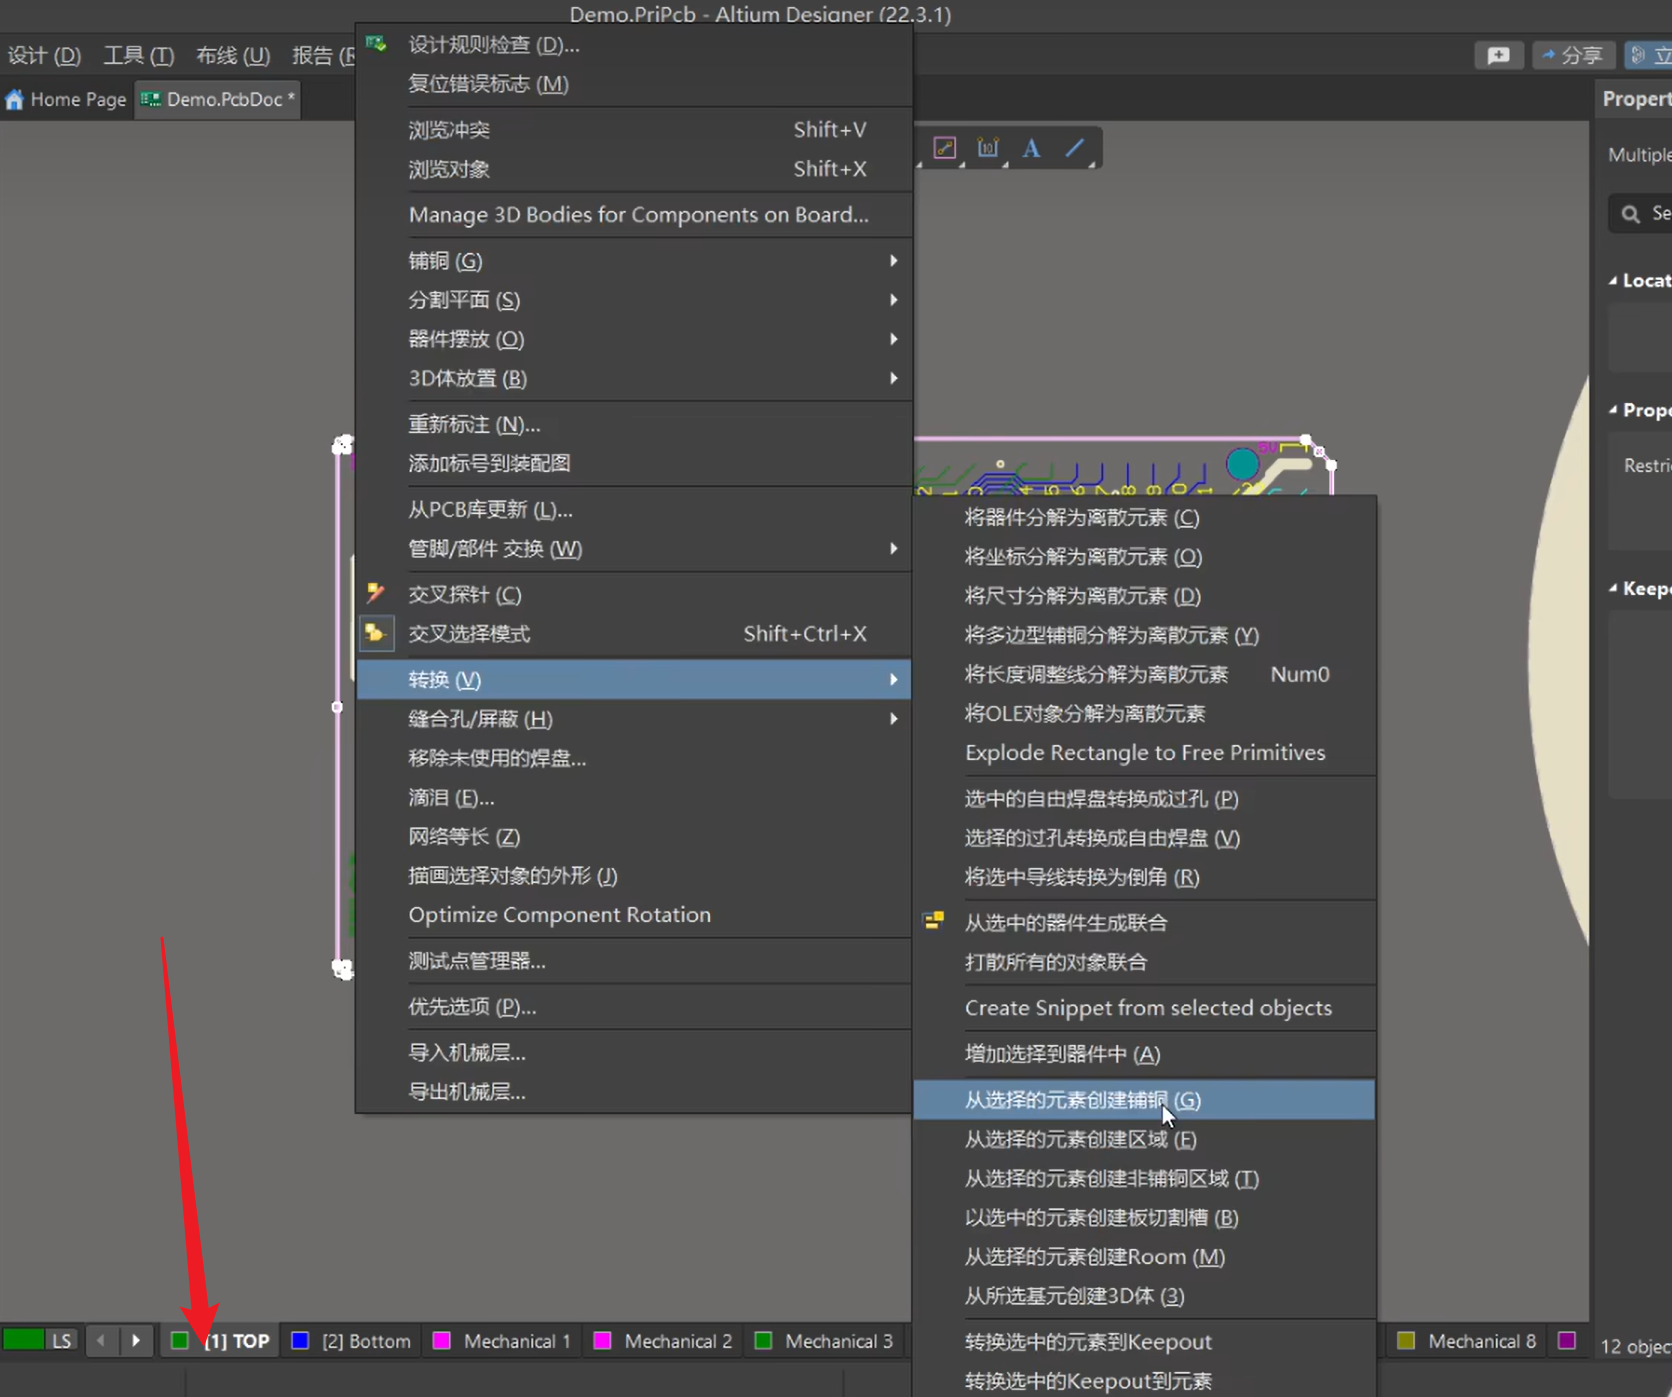 Demo.PriPcb - Altium Designer (22.3.1)
设计 (D) 工具 (T) 布线 (U) 报告 (R
分享 立
Home Page Demo.PcbDoc *
Propert
Multiple
Se
Locat
Prope
Restri
Keepo
设计规则检查 (D)...
复位错误标志 (M)
浏览冲突 Shift+V
浏览对象 Shift+X
Manage 3D Bodies for Components on Board...
铺铜 (G)
分割平面 (S)
器件摆放 (O)
3D体放置 (B)
重新标注 (N)...
添加标号到装配图
从PCB库更新 (L)...
管脚/部件 交换 (W)
交叉探针 (C)
交叉选择模式 Shift+Ctrl+X
转换 (V)
缝合孔/屏蔽 (H)
移除未使用的焊盘...
滴泪 (E)...
网络等长 (Z)
描画选择对象的外形 (J)
Optimize Component Rotation
测试点管理器...
优先选项 (P)...
导入机械层...
导出机械层...
将器件分解为离散元素 (C)
将坐标分解为离散元素 (O)
将尺寸分解为离散元素 (D)
将多边型铺铜分解为离散元素 (Y)
将长度调整线分解为离散元素 Num0
将OLE对象分解为离散元素
Explode Rectangle to Free Primitives
选中的自由焊盘转换成过孔 (P)
选择的过孔转换成自由焊盘 (V)
将选中导线转换为倒角 (R)
从选中的器件生成联合
打散所有的对象联合
Create Snippet from selected objects
增加选择到器件中 (A)
从选择的元素创建铺铜 (G)
从选择的元素创建区域 (E)
从选择的元素创建非铺铜区域 (T)
以选中的元素创建板切割槽 (B)
从选择的元素创建Room (M)
从所选基元创建3D体 (3)
转换选中的元素到Keepout
转换选中的Keepout到元素
LS [1] TOP [2] Bottom Mechanical 1 Mechanical 2 Mechanical 3 Mechanical 8
12 objec